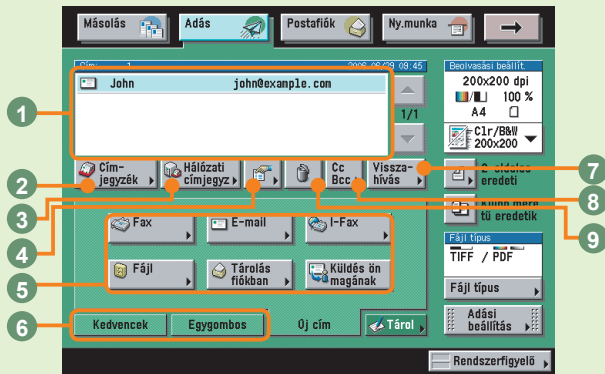 Másolás
Adás
Postafiók
Ny.munka
Cím: 1
2006 06/29 09:45
John john@example.com
1/1
Beolvasási beállít.
200x200 dpi
100 %
A4
Clr/B&W
200x200
Cím-
jegyzék
Hálózati
címjegyz
Cc
Bcc
Vissza-
hívás
2-oldalas
eredeti
tű eredetik
Fax
E-mail
I-Fax
Fájl
Tárolás
fiókban
Küldés ön
magának
Fájl típus
TIFF / PDF
Fájl típus
Adási
beállítás
Kedvencek
Egygombos
Új cím
Tárol
Rendszerfigyelő
1
2
3
4
5
6
7
8
9